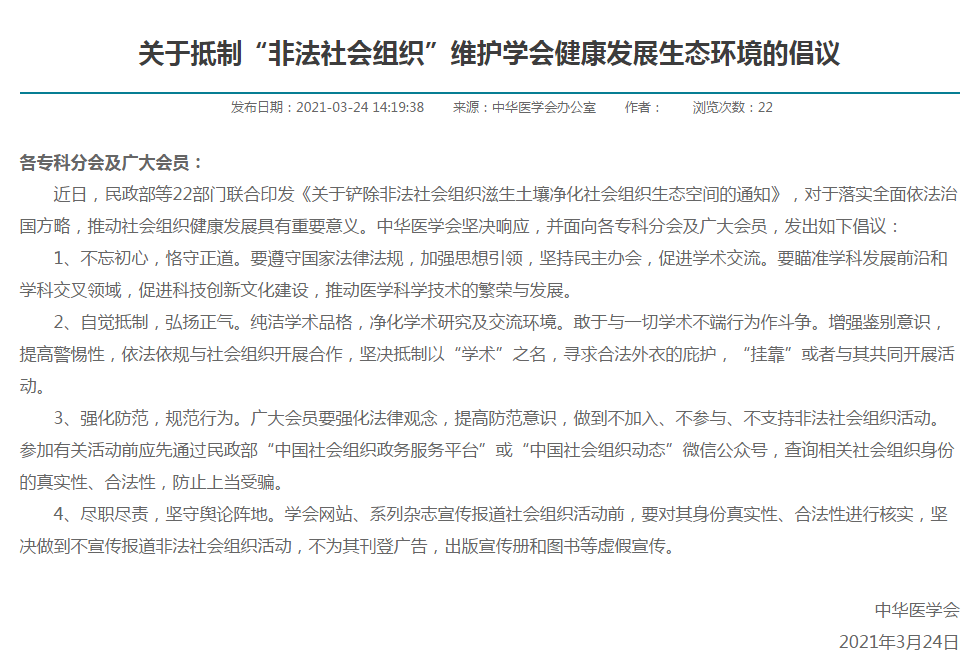 关于抵制“非法社会组织”维护学会健康发展生态环境的倡议
发布日期：2021-03-24 14:19:38 来源：中华医学会办公室 作者： 浏览次数：22
各专科分会及广大会员：
近日，民政部等22部门联合印发《关于铲除非法社会组织滋生土壤净化社会组织生态空间的通知》，对于落实全面依法治
国方略，推动社会组织健康发展具有重要意义。中华医学会坚决响应，并面向各专科分会及广大会员，发出如下倡议：
1、不忘初心，恪守正道。要遵守国家法律法规，加强思想引领，坚持民主办会，促进学术交流。要瞄准学科发展前沿和
学科交叉领域，促进科技创新文化建设，推动医学科学技术的繁荣与发展。
2、自觉抵制，弘扬正气。纯洁学术品格，净化学术研究及交流环境。敢于与一切学术不端行为作斗争。增强鉴别意识，
提高警惕性，依法依规与社会组织开展合作，坚决抵制以“学术”之名，寻求合法外衣的庇护，“挂靠”或者与其共同开展活
动。
3、强化防范，规范行为。广大会员要强化法律观念，提高防范意识，做到不加入、不参与、不支持非法社会组织活动。
参加有关活动前应先通过民政部“中国社会组织政务服务平台”或“中国社会组织动态”微信公众号，查询相关社会组织身份
的真实性、合法性，防止上当受骗。
4、尽职尽责，坚守舆论阵地。学会网站、系列杂志宣传报道社会组织活动前，要对其身份真实性、合法性进行核实，坚
决做到不宣传报道非法社会组织活动，不为其刊登广告，出版宣传册和图书等虚假宣传。
中华医学会
2021年3月24日